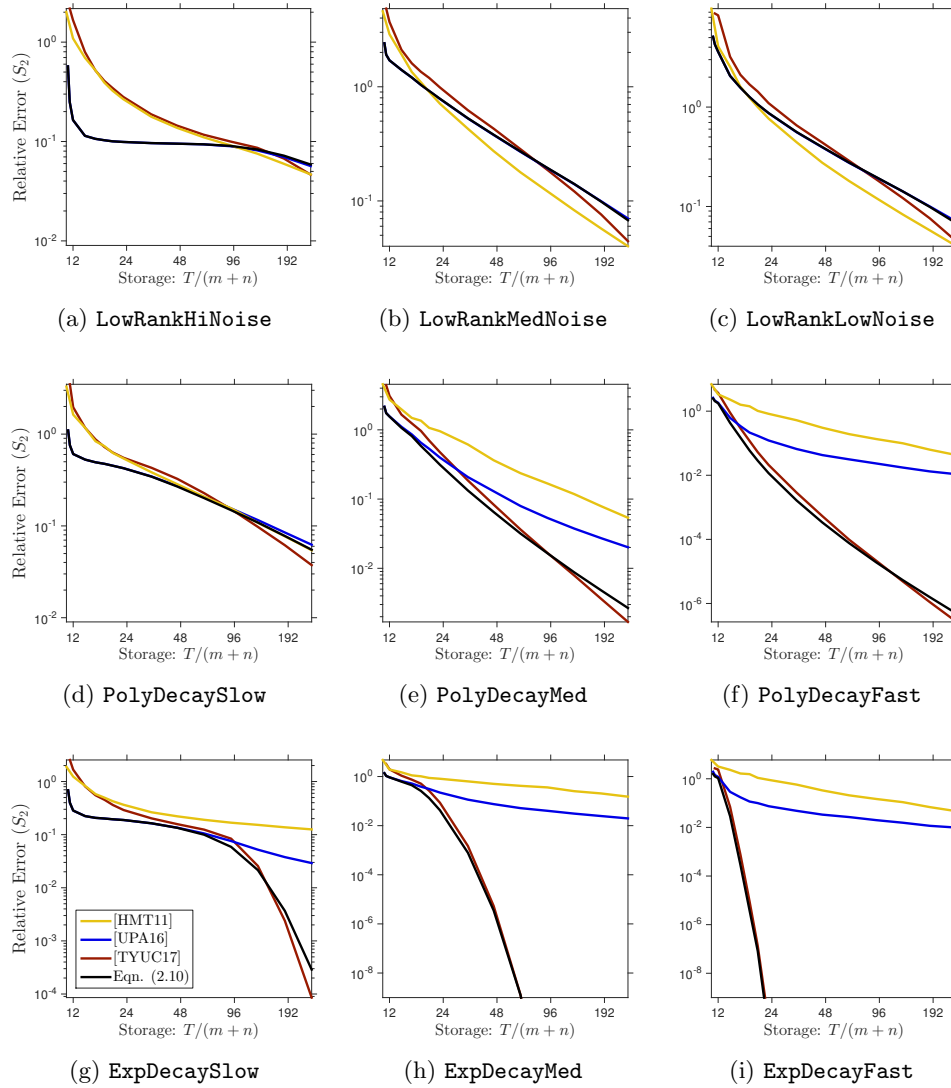 Relative Error (S₂)
10⁰
10⁻¹
10⁻²
12 24 48 96 192
Storage: T/(m + n)
(a) LowRankHiNoise
10⁰
10⁻¹
12 24 48 96 192
Storage: T/(m + n)
(b) LowRankMedNoise
10⁰
10⁻¹
12 24 48 96 192
Storage: T/(m + n)
(c) LowRankLowNoise
Relative Error (S₂)
10⁰
10⁻¹
10⁻²
12 24 48 96 192
Storage: T/(m + n)
(d) PolyDecaySlow
10⁰
10⁻¹
10⁻²
12 24 48 96 192
Storage: T/(m + n)
(e) PolyDecayMed
10⁰
10⁻²
10⁻⁴
10⁻⁶
12 24 48 96 192
Storage: T/(m + n)
(f) PolyDecayFast
Relative Error (S₂)
10⁰
10⁻¹
10⁻²
10⁻³
10⁻⁴
[HMT11]
[UPA16]
[TYUC17]
Eqn. (2.10)
12 24 48 96 192
Storage: T/(m + n)
(g) ExpDecaySlow
10⁰
10⁻²
10⁻⁴
10⁻⁶
10⁻⁸
12 24 48 96 192
Storage: T/(m + n)
(h) ExpDecayMed
10⁰
10⁻²
10⁻⁴
10⁻⁶
10⁻⁸
12 24 48 96 192
Storage: T/(m + n)
(i) ExpDecayFast